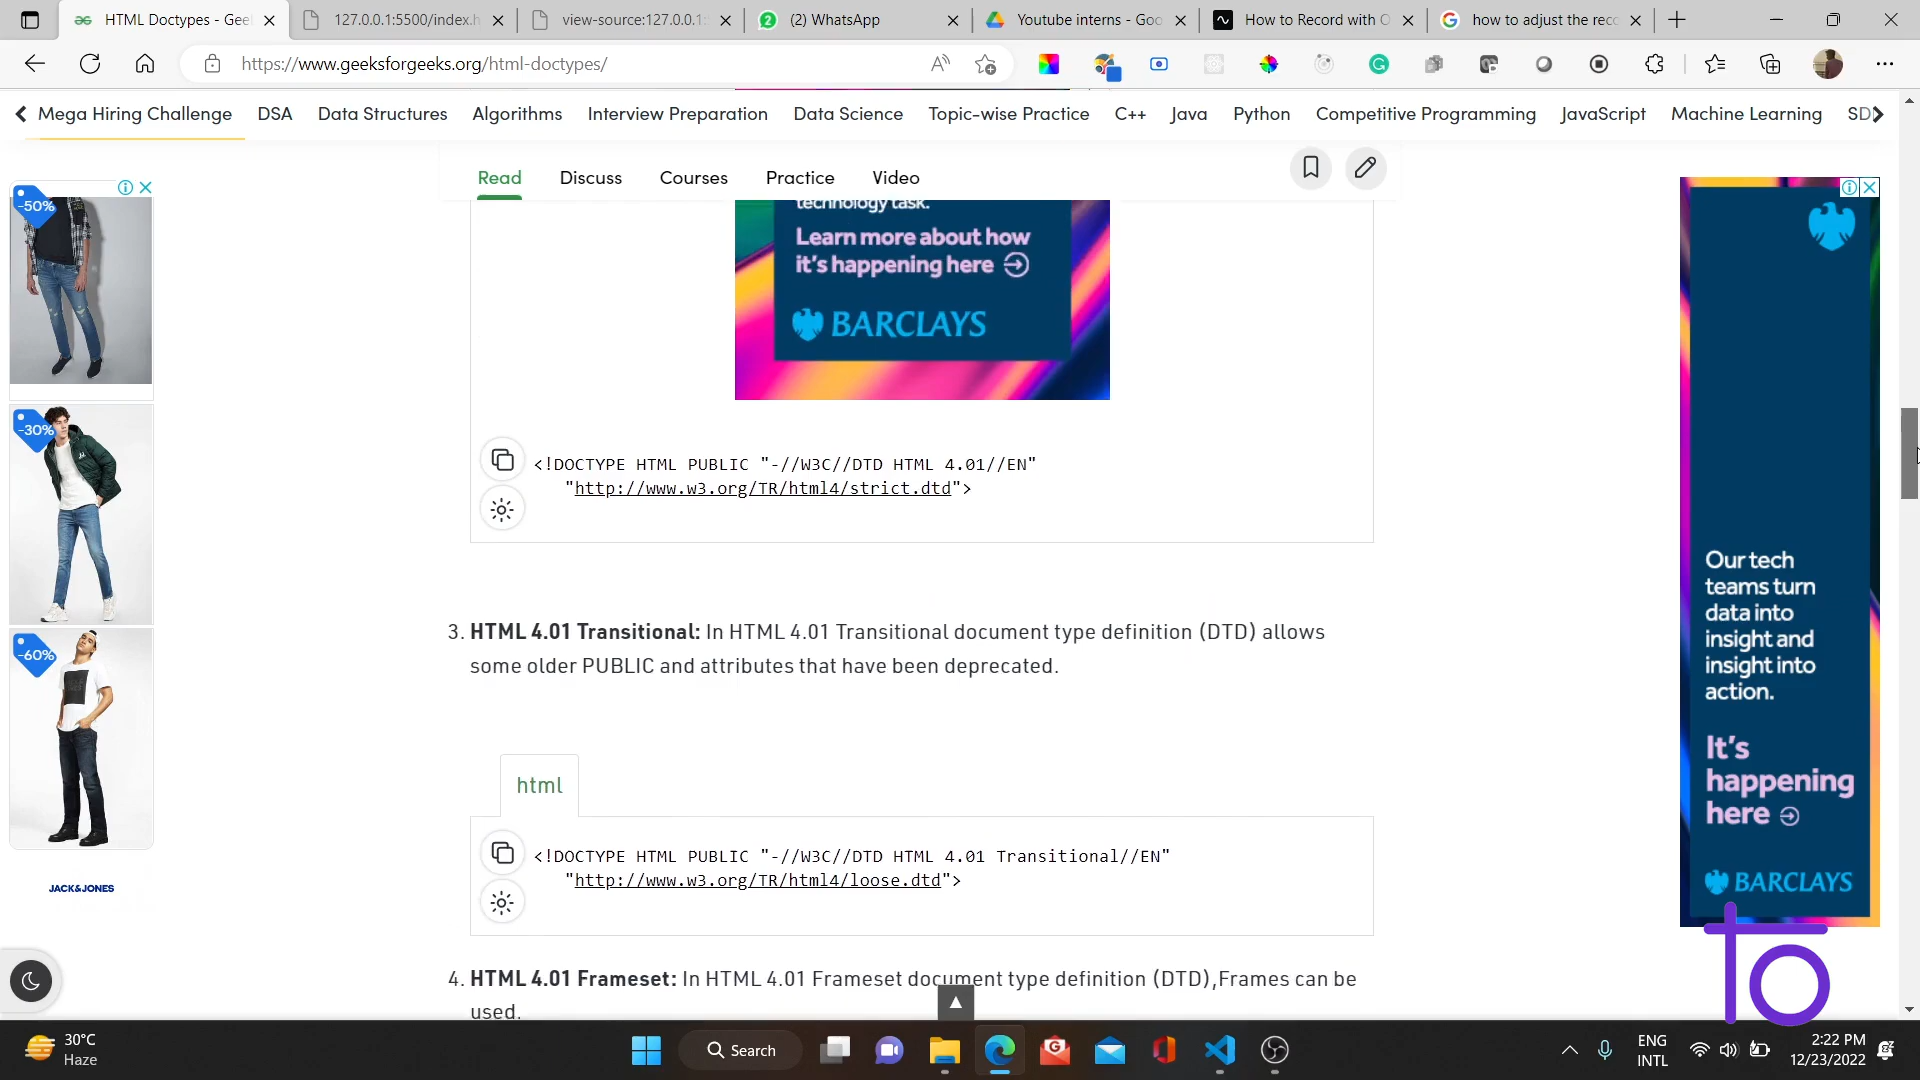 HTML Doctypes - Gee
127.0.0.1:5500/index.h
view-source:127.0.0.1:
(2) WhatsApp
Youtube interns - Goo
How to Record with O
how to adjust the reco
https://www.geeksforgeeks.org/html-doctypes/
Mega Hiring Challenge
DSA
Data Structures
Algorithms
Interview Preparation
Data Science
Topic-wise Practice
C++
Java
Python
Competitive Programming
JavaScript
Machine Learning
SD
Read
Discuss
Courses
Practice
Video
-50%
-30%
-60%
JACK&JONES
technology task.
Learn more about how
it's happening here
BARCLAYS
<!DOCTYPE HTML PUBLIC "-//W3C//DTD HTML 4.01//EN"
"http://www.w3.org/TR/html4/strict.dtd">
3. HTML 4.01 Transitional: In HTML 4.01 Transitional document type definition (DTD) allows
some older PUBLIC and attributes that have been deprecated.
html
<!DOCTYPE HTML PUBLIC "-//W3C//DTD HTML 4.01 Transitional//EN"
"http://www.w3.org/TR/html4/loose.dtd">
4. HTML 4.01 Frameset: In HTML 4.01 Frameset document type definition (DTD),Frames can be
used.
Our tech
teams turn
data into
insight and
insight into
action.
It's
happening
here
BARCLAYS
30°C
Haze
Search
ENG
INTL
2:22 PM
12/23/2022